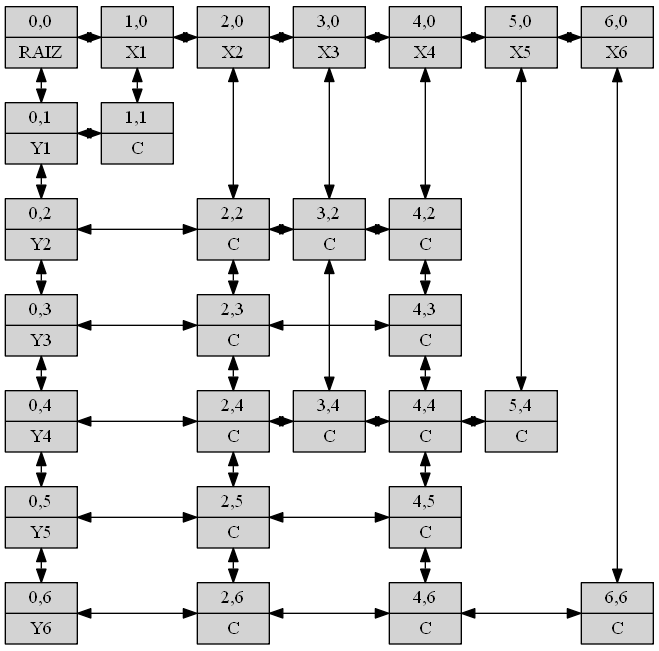 0,0 1,0 2,0 3,0 4,0 5,0 6,0
RAIZ X1 X2 X3 X4 X5 X6
0,1 1,1
Y1 C
0,2 2,2 3,2 4,2
Y2 C C C
0,3 2,3 4,3
Y3 C C
0,4 2,4 3,4 4,4 5,4
Y4 C C C C
0,5 2,5 4,5
Y5 C C
0,6 2,6 4,6 6,6
Y6 C C C